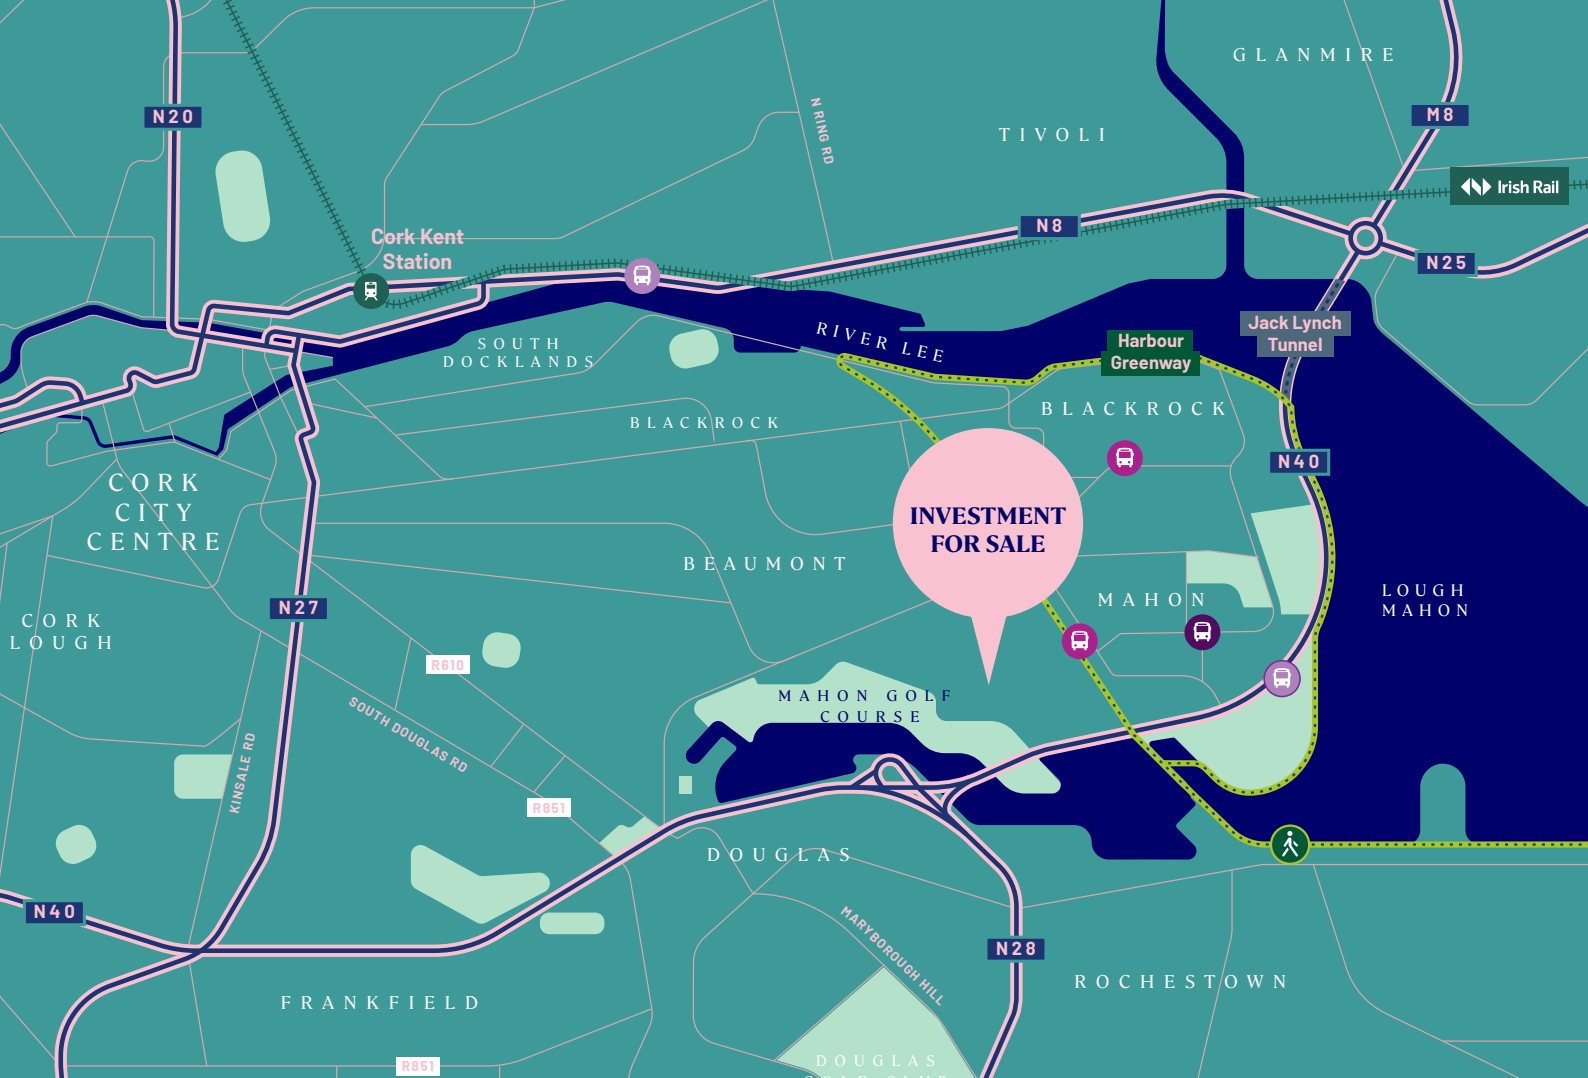 GLANMIRE
N20
M8
N RING RD
TIVOLI
Irish Rail
N8
Cork Kent
Station
N25
Jack Lynch
Tunnel
RIVER LEE
Harbour
Greenway
SOUTH
DOCKLANDS
BLACKROCK
BLACKROCK
N40
CORK
CITY
CENTRE
INVESTMENT
FOR SALE
BEAUMONT
MAHON
LOUGH
MAHON
N27
CORK
LOUGH
R610
MAHON GOLF
COURSE
SOUTH DOUGLAS RD
KINSALE RD
R851
DOUGLAS
N40
MARYBOROUGH HILL
N28
ROCHESTOWN
FRANKFIELD
R851
DOUGLAS